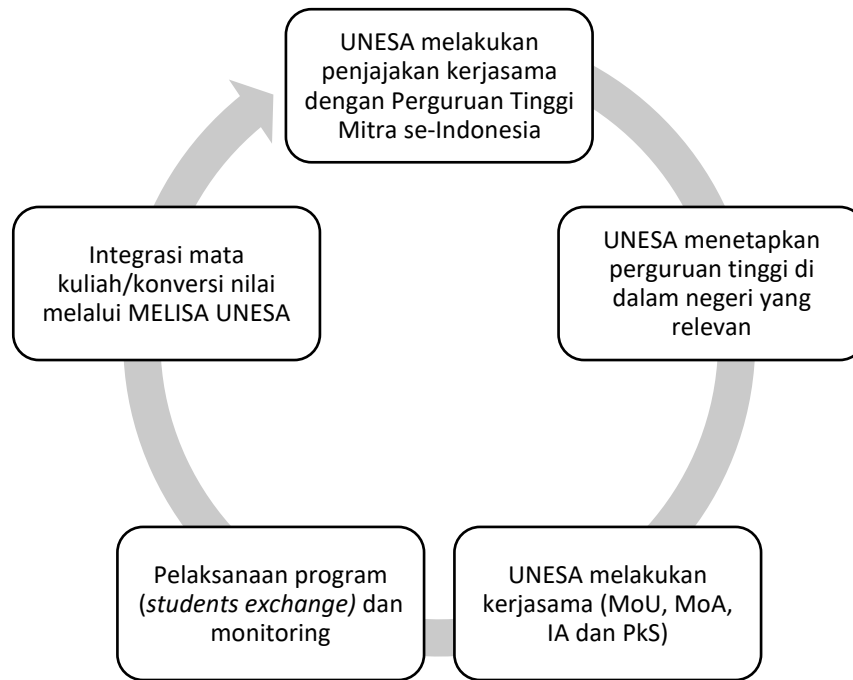 UNESA melakukan
penjajakan kerjasama
dengan Perguruan Tinggi
Mitra se-Indonesia
UNESA menetapkan
perguruan tinggi di
dalam negeri yang
relevan
UNESA melakukan
kerjasama (MoU, MoA,
IA dan PkS)
Pelaksanaan program
(students exchange) dan
monitoring
Integrasi mata
kuliah/konversi nilai
melalui MELISA UNESA